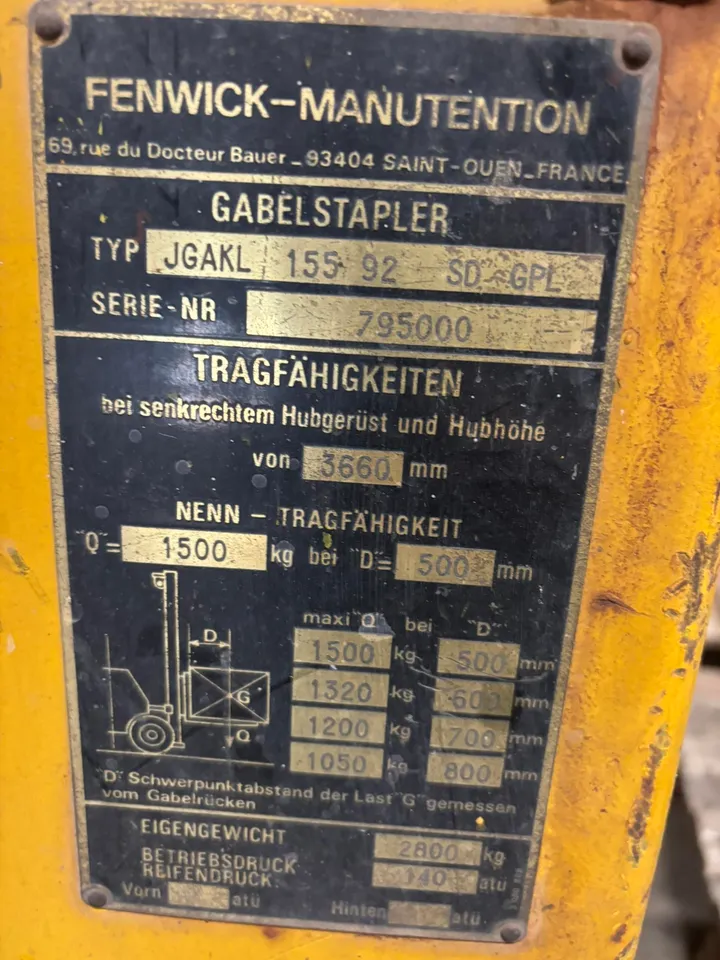 FENWICK-MANUTENTION
69, rue du Docteur Bauer - 93404 SAINT-OUEN-FRANCE
GABELSTAPLER
TYP JGAKL 155 92 SD GPL
SERIE-NR 795000
TRAGFÄHIGKEITEN
bei senkrechtem Hubgerüst und Hubhöhe
von 3660 mm
NENN - TRAGFÄHIGKEIT
"Q"= 1500 kg bei "D"= 500 mm
maxi "Q" bei "D"
1500 kg 500 mm
1320 kg 600 mm
1200 kg 700 mm
1050 kg 800 mm
D
G
Q
"D" Schwerpunktabstand der Last "G" gemessen
vom Gabelrücken
EIGENGEWICHT 2800 kg
BETRIEBSDRUCK 140 atü
REIFENDRUCK
Vorn atü Hinten atü